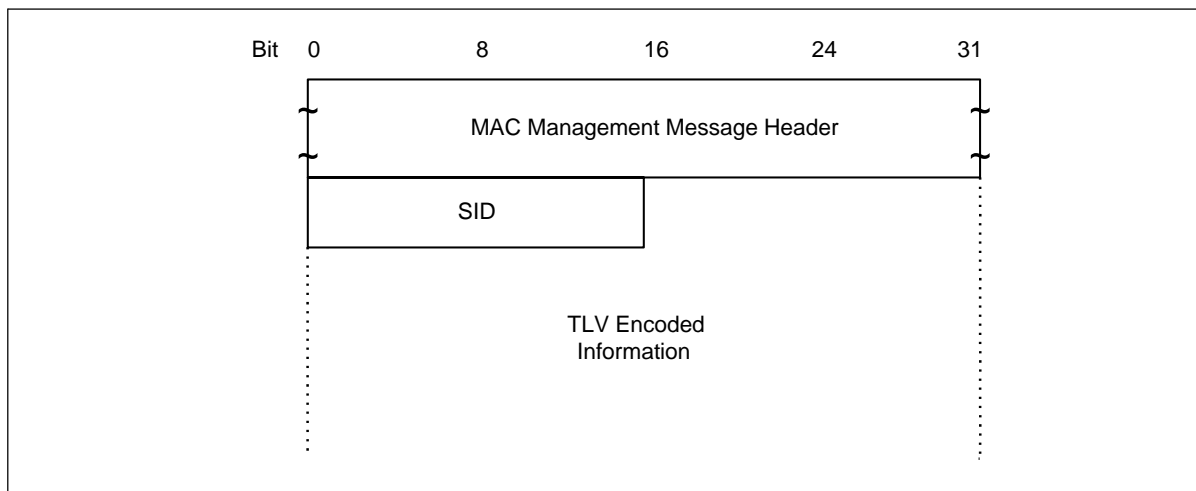 Bit 0 8 16 24 31
MAC Management Message Header
SID
TLV Encoded
Information